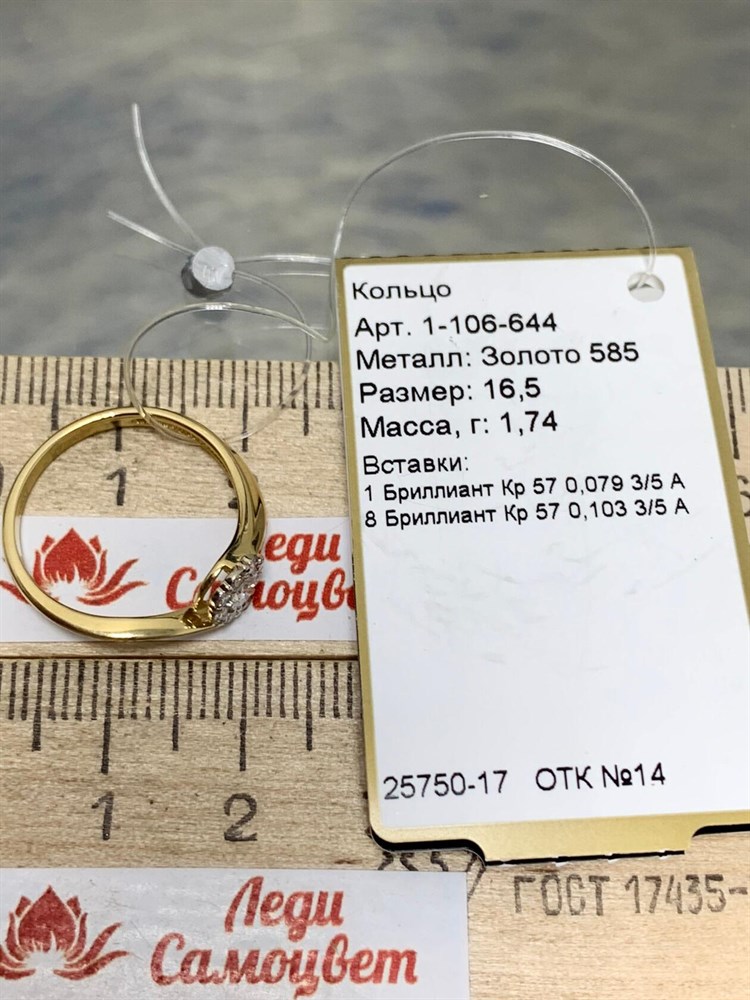 Кольцо
Арт. 1-106-644
Металл: Золото 585
Размер: 16,5
Масса, г: 1,74
Вставки:
1 Бриллиант Кр 57 0,079 3/5 А
8 Бриллиант Кр 57 0,103 3/5 А
25750-17 ОТК №14
1
Леди
Самоцвет
1 2
ГОСТ 17435-
Леди
Самоцвет